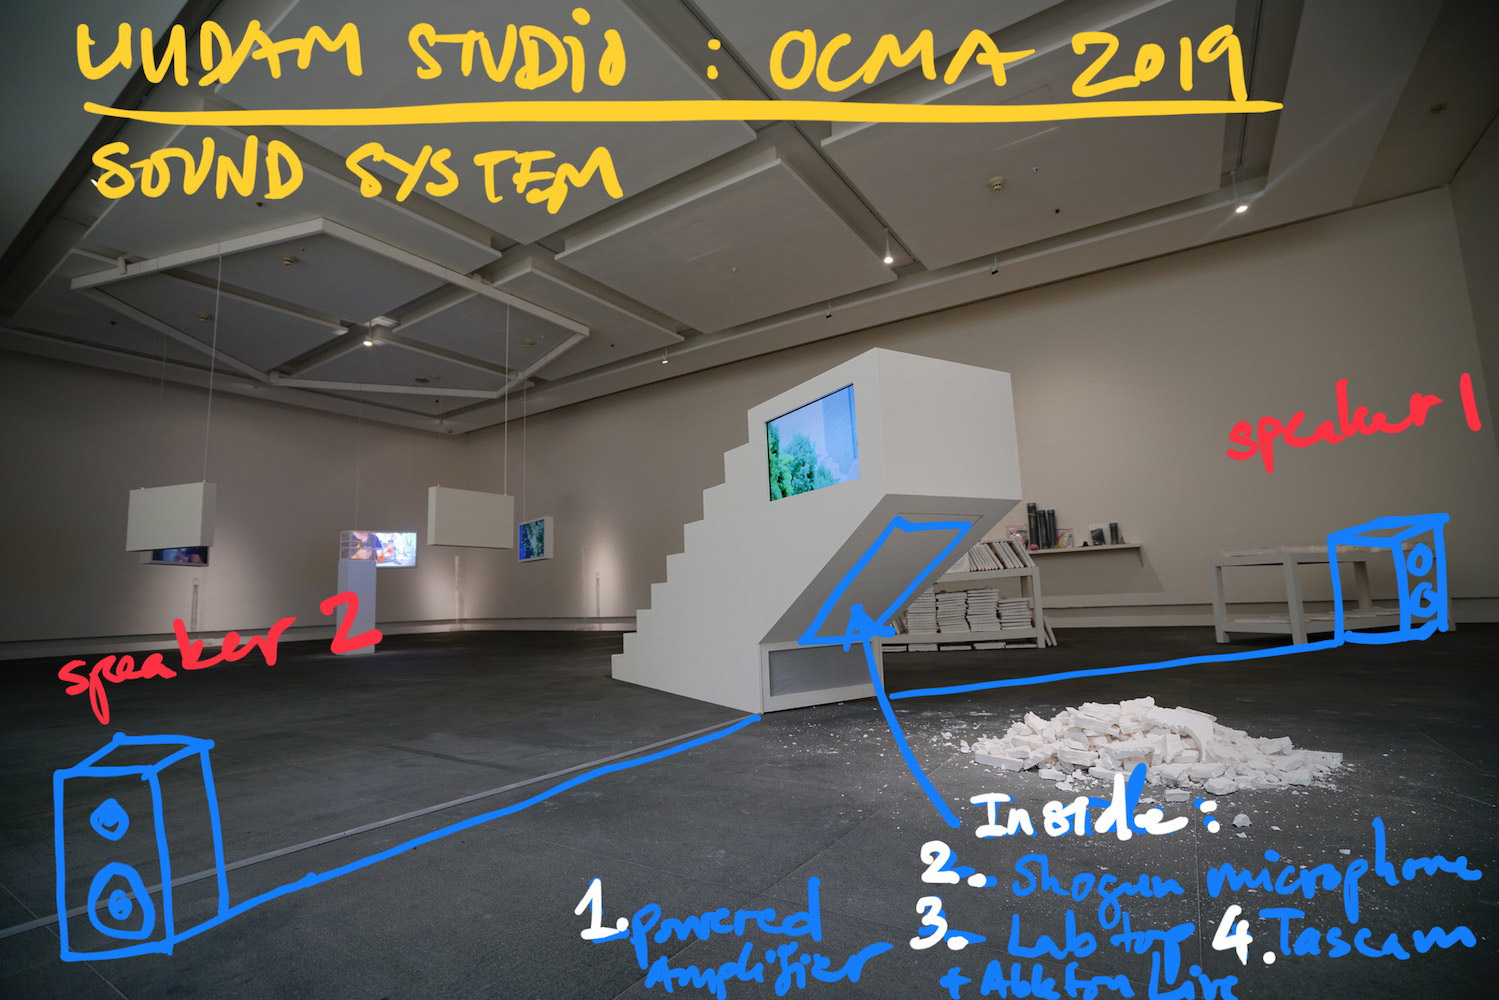 UUDAM STUDiO : OCMA 2019
SOUND SYSTEM
speaker 1
speaker 2
Inside :
1. powered Amplifier
2. Shogun microphone
3. Lab top + Ableton Live
4. Tascam